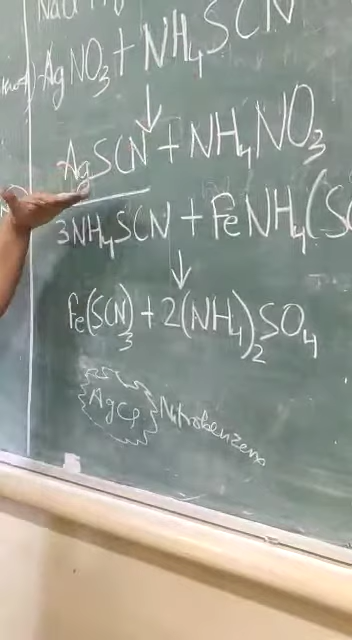 AgNO₃ + NH₄SCN
↓
AgSCN + NH₄NO₃
3NH₄SCN + FeNH₄(S
↓
Fe(SCN)₃ + 2(NH₄)₂SO₄
AgCl Nitrobenzene